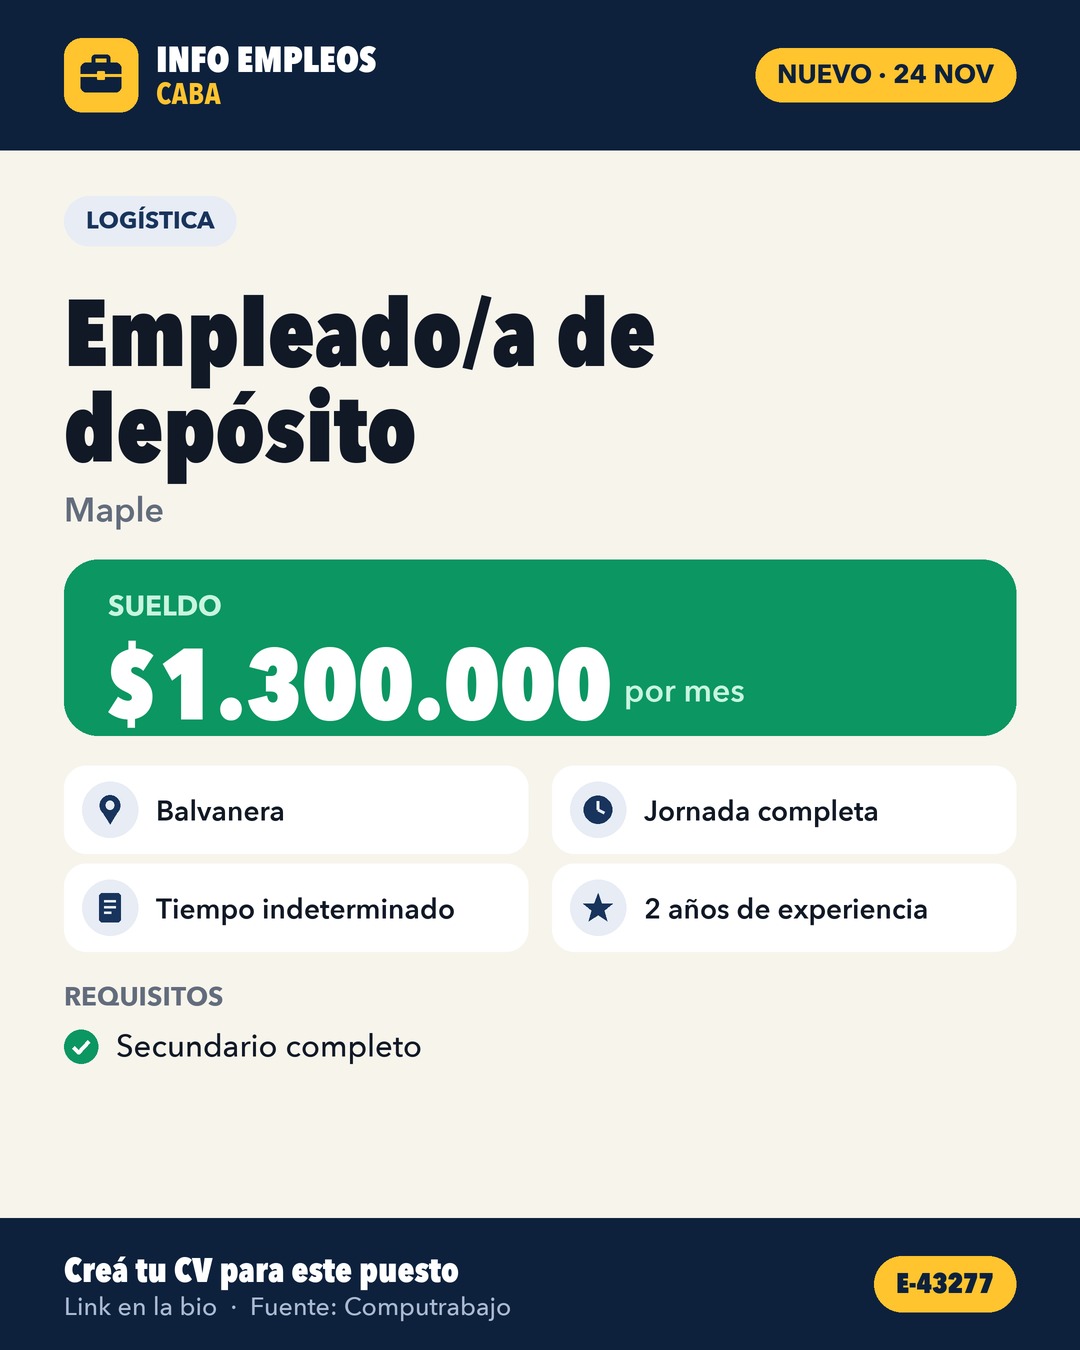 INFO EMPLEOS
CABA
NUEVO · 24 NOV
LOGÍSTICA
Empleado/a de
depósito
Maple
SUELDO
$1.300.000 por mes
Balvanera
Jornada completa
Tiempo indeterminado
2 años de experiencia
REQUISITOS
Secundario completo
Creá tu CV para este puesto
Link en la bio · Fuente: Computrabajo
E-43277